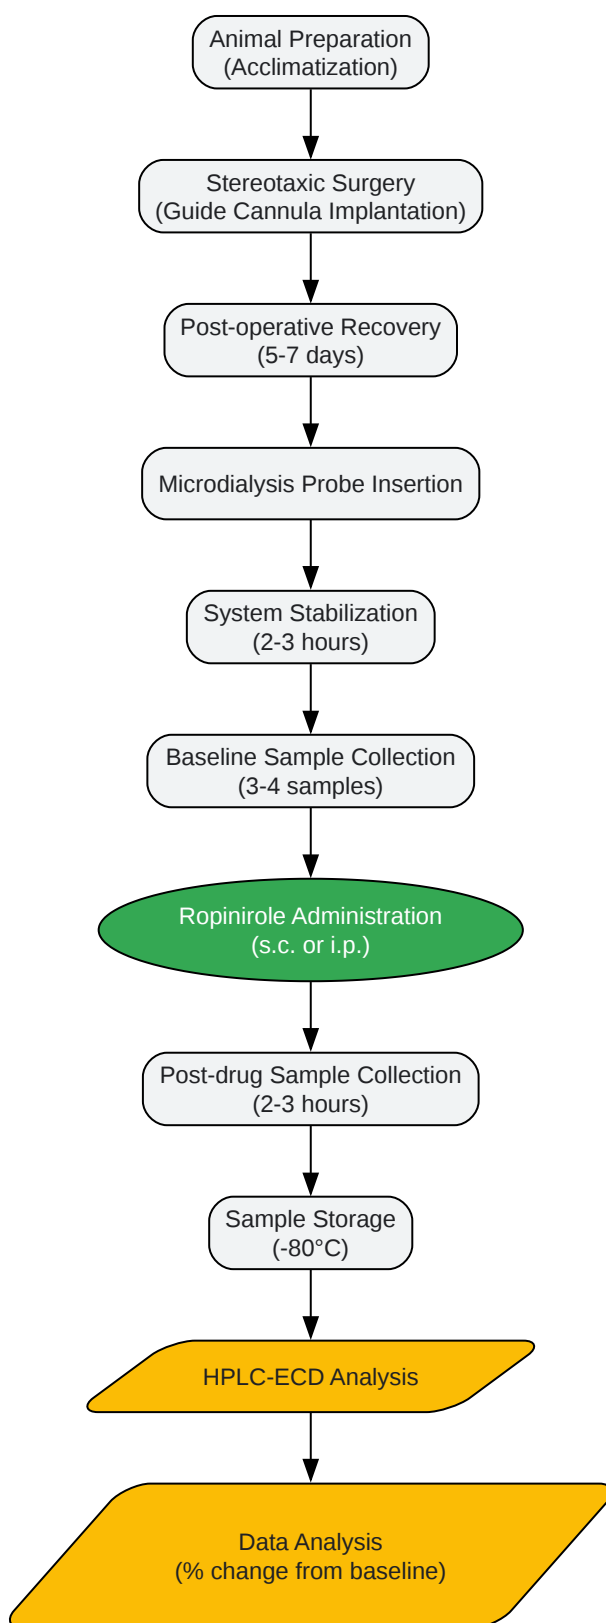 Animal Preparation
(Acclimatization)
Stereotaxic Surgery
(Guide Cannula Implantation)
Post-operative Recovery
(5-7 days)
Microdialysis Probe Insertion
System Stabilization
(2-3 hours)
Baseline Sample Collection
(3-4 samples)
Ropinirole Administration
(s.c. or i.p.)
Post-drug Sample Collection
(2-3 hours)
Sample Storage
(-80°C)
HPLC-ECD Analysis
Data Analysis
(% change from baseline)